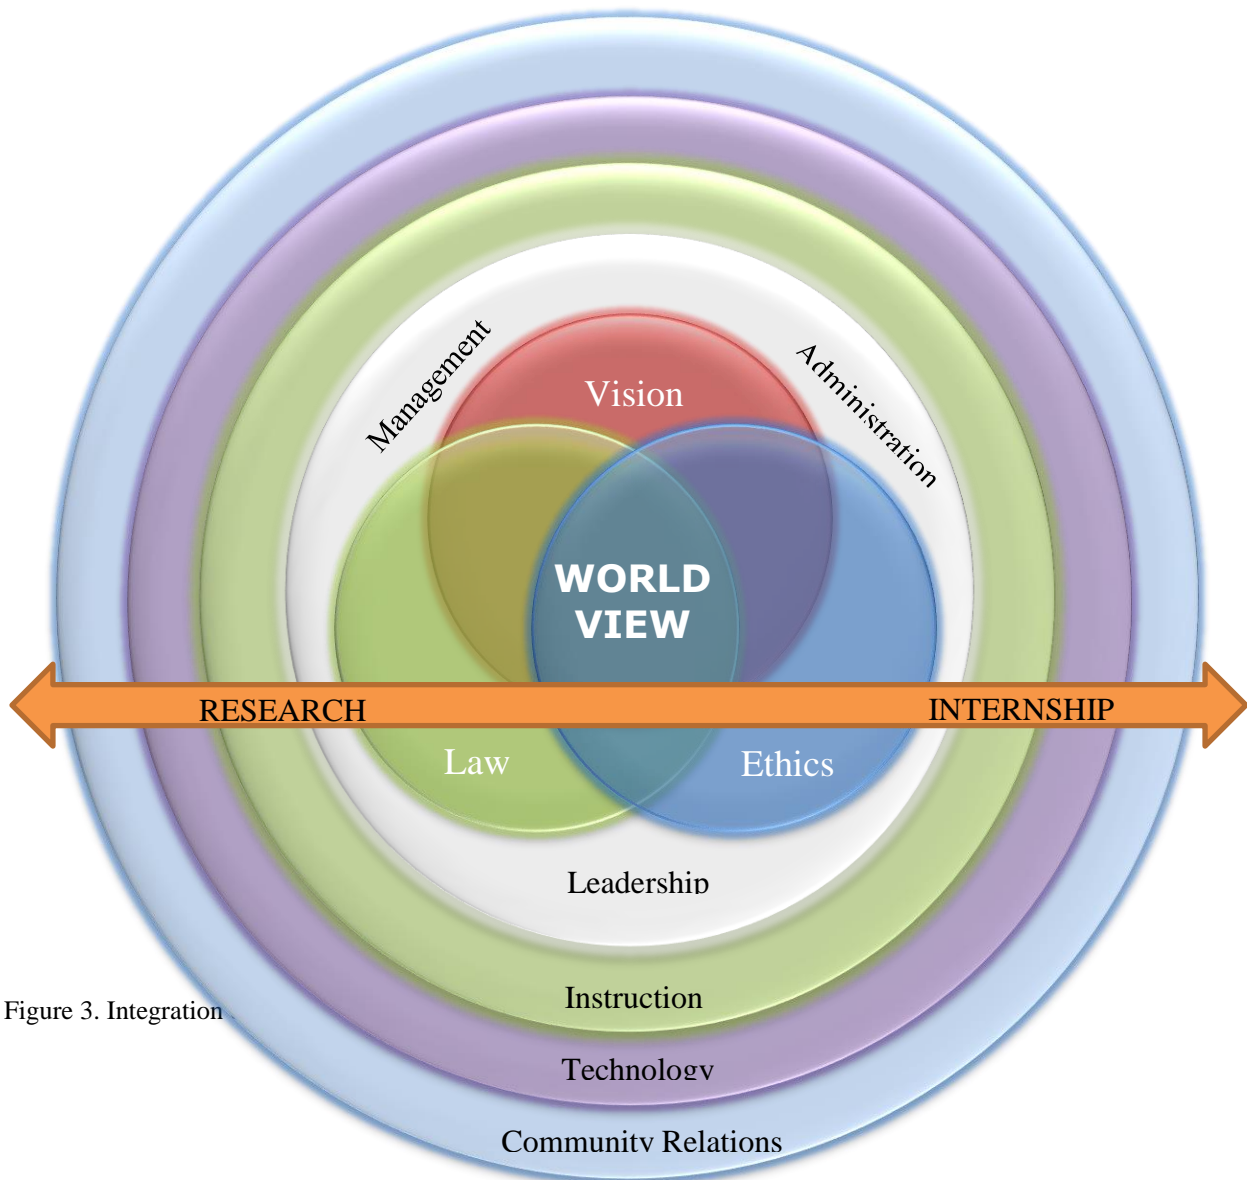 Management
Administration
Vision
WORLD
VIEW
RESEARCH
INTERNSHIP
Law
Ethics
Leadership
Instruction
Figure 3. Integration
Technology
Community Relations